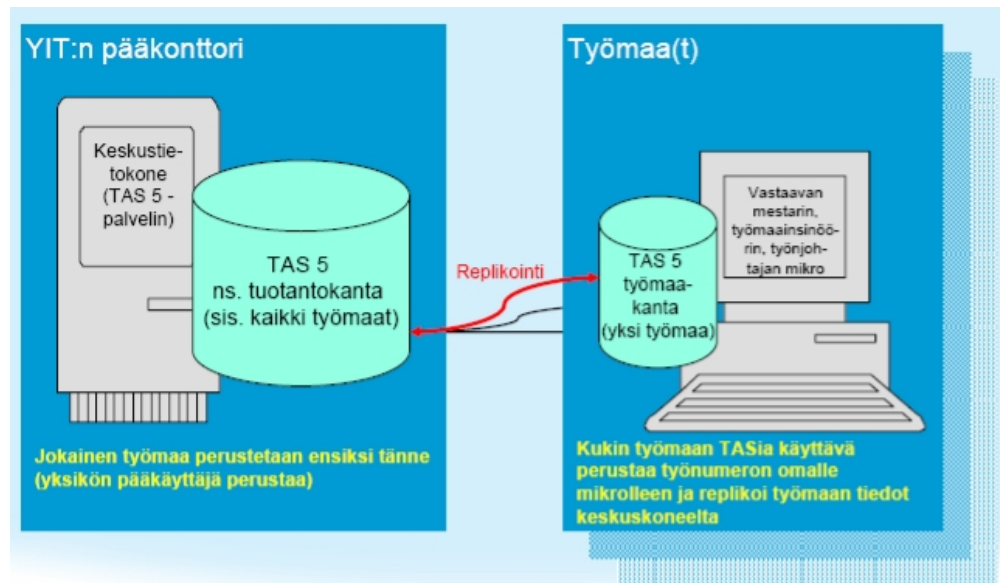 YIT:n pääkonttori
Keskustie-
tokone
(TAS 5 -
palvelin)
TAS 5
ns. tuotantokanta
(sis. kaikki työmaat)
Jokainen työmaa perustetaan ensiksi tänne
(yksikön pääkäyttäjä perustaa)
Replikointi
Työmaa(t)
TAS 5
työmaa-
kanta
(yksi työmaa)
Vastaavan
mestarin,
työmaainsinöö-
rin, työnjoh-
tajan mikro
Kukin työmaan TASia käyttävä
perustaa työnumeron omalle
mikrolleen ja replikoi työmaan tiedot
keskuskoneelta